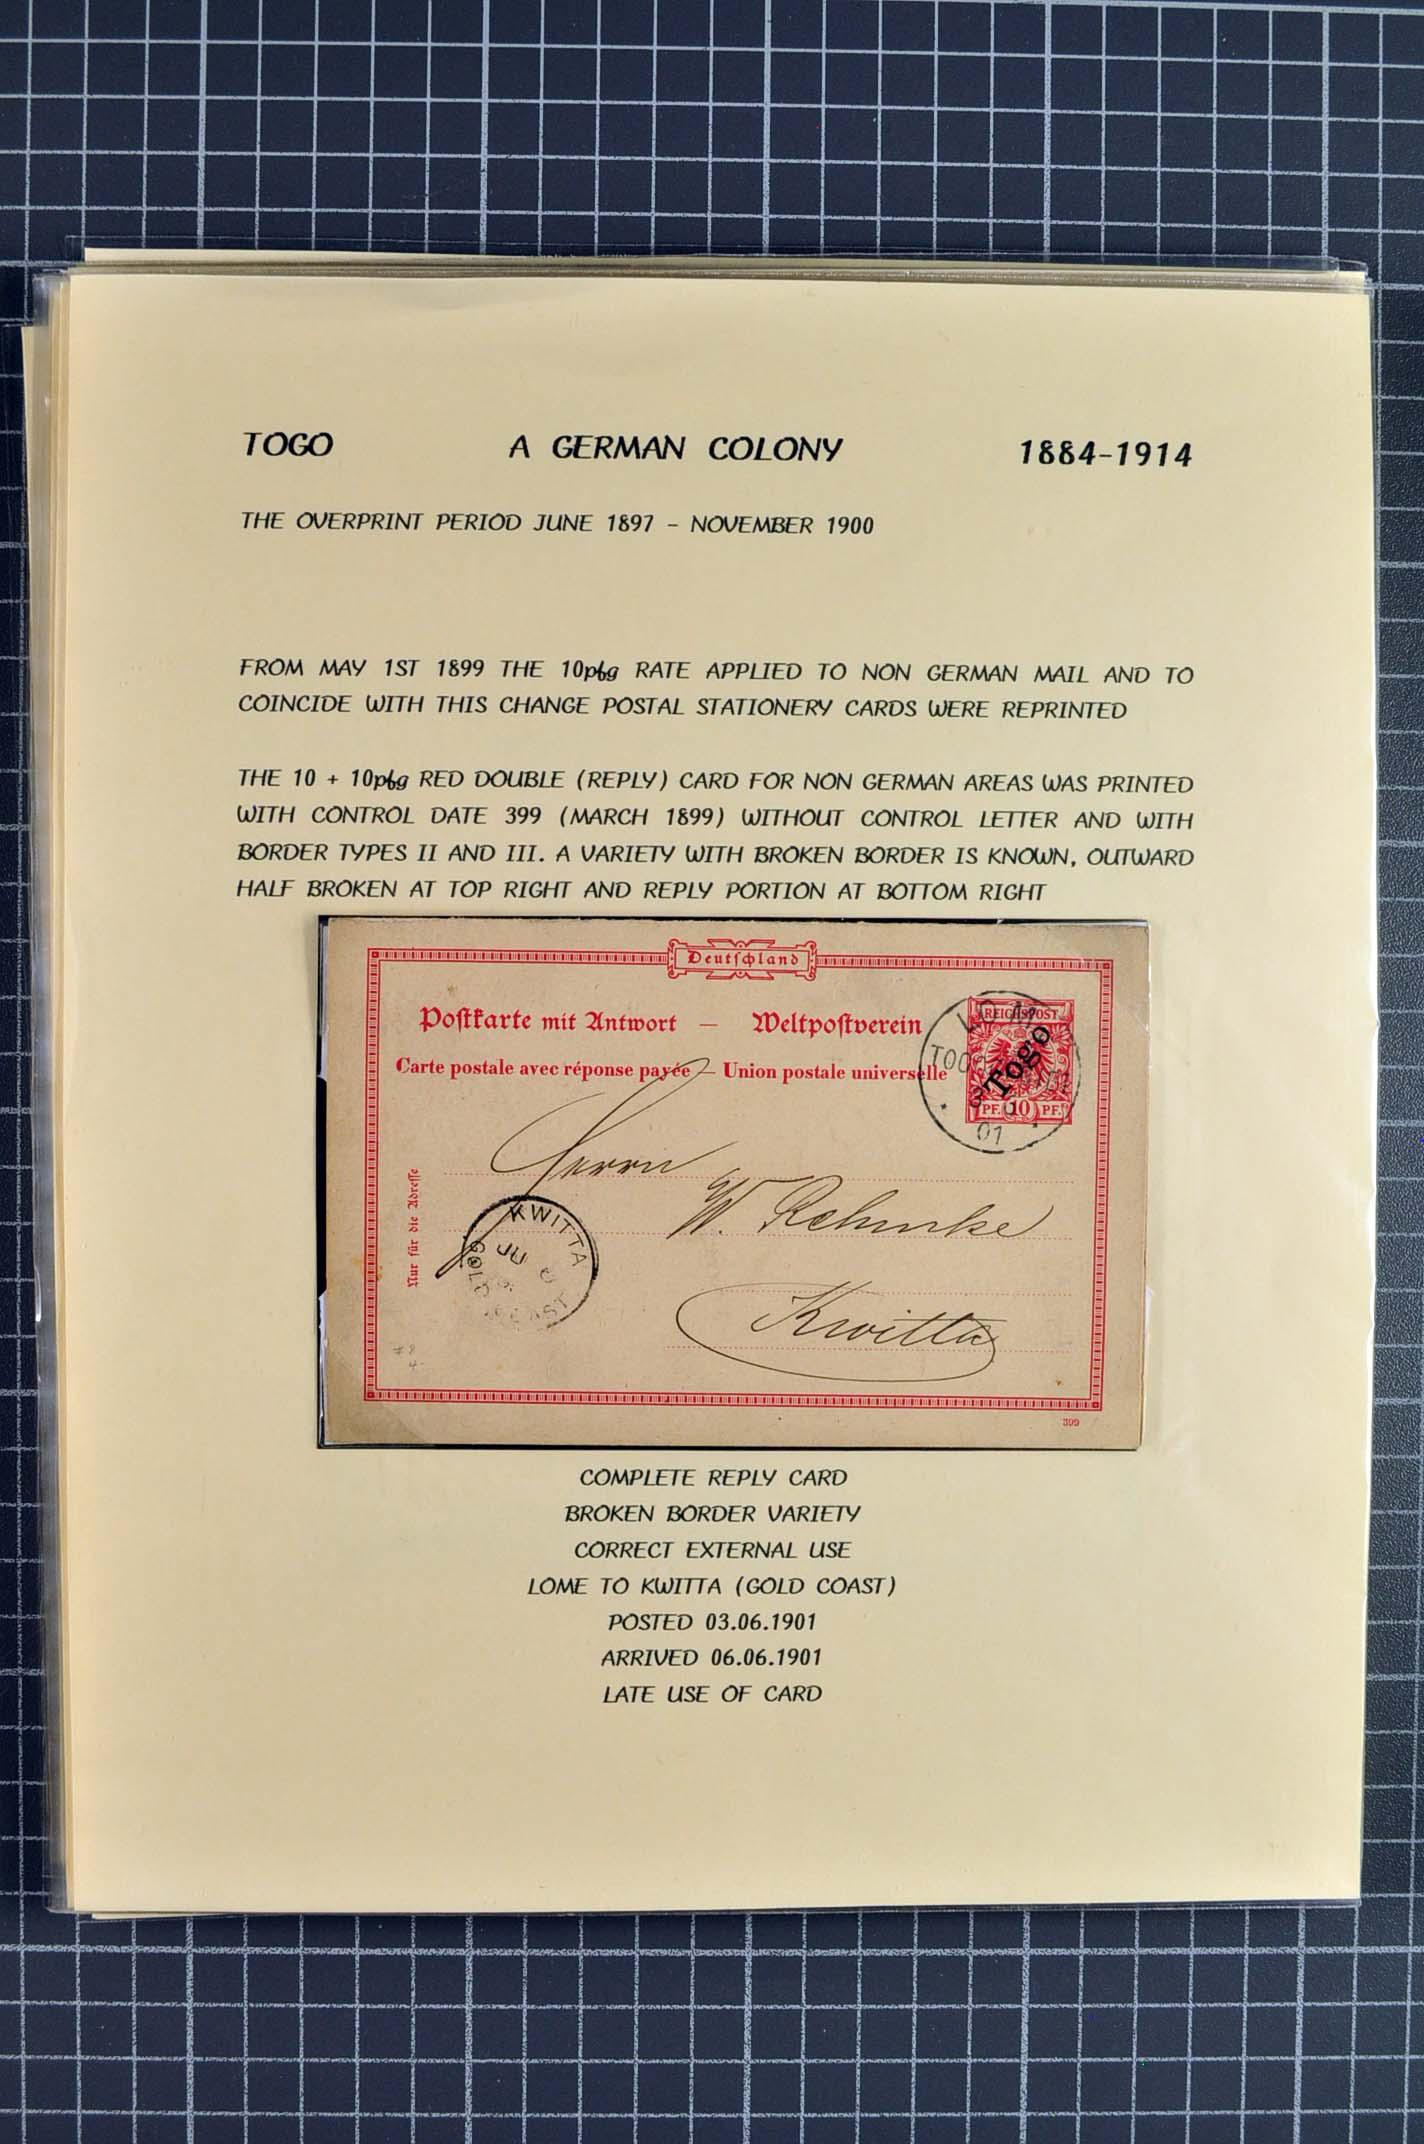 TOGO A GERMAN COLONY 1884-1914
THE OVERPRINT PERIOD JUNE 1897 - NOVEMBER 1900
FROM MAY 1ST 1899 THE 10pfg RATE APPLIED TO NON GERMAN MAIL AND TO
COINCIDE WITH THIS CHANGE POSTAL STATIONERY CARDS WERE REPRINTED
THE 10 + 10pfg RED DOUBLE (REPLY) CARD FOR NON GERMAN AREAS WAS PRINTED
WITH CONTROL DATE 399 (MARCH 1899) WITHOUT CONTROL LETTER AND WITH
BORDER TYPES II AND III. A VARIETY WITH BROKEN BORDER IS KNOWN, OUTWARD
HALF BROKEN AT TOP RIGHT AND REPLY PORTION AT BOTTOM RIGHT
Deutschland
Postkarte mit Antwort — Weltpostverein
Carte postale avec réponse payée — Union postale universelle
REICHSPOST
Togo
PF. 10 PF.
01
Nur für die Adresse
Herrn
W. Rehmke
Kwitta
KWITTA
JU
GOLD COAST
399
COMPLETE REPLY CARD
BROKEN BORDER VARIETY
CORRECT EXTERNAL USE
LOME TO KWITTA (GOLD COAST)
POSTED 03.06.1901
ARRIVED 06.06.1901
LATE USE OF CARD